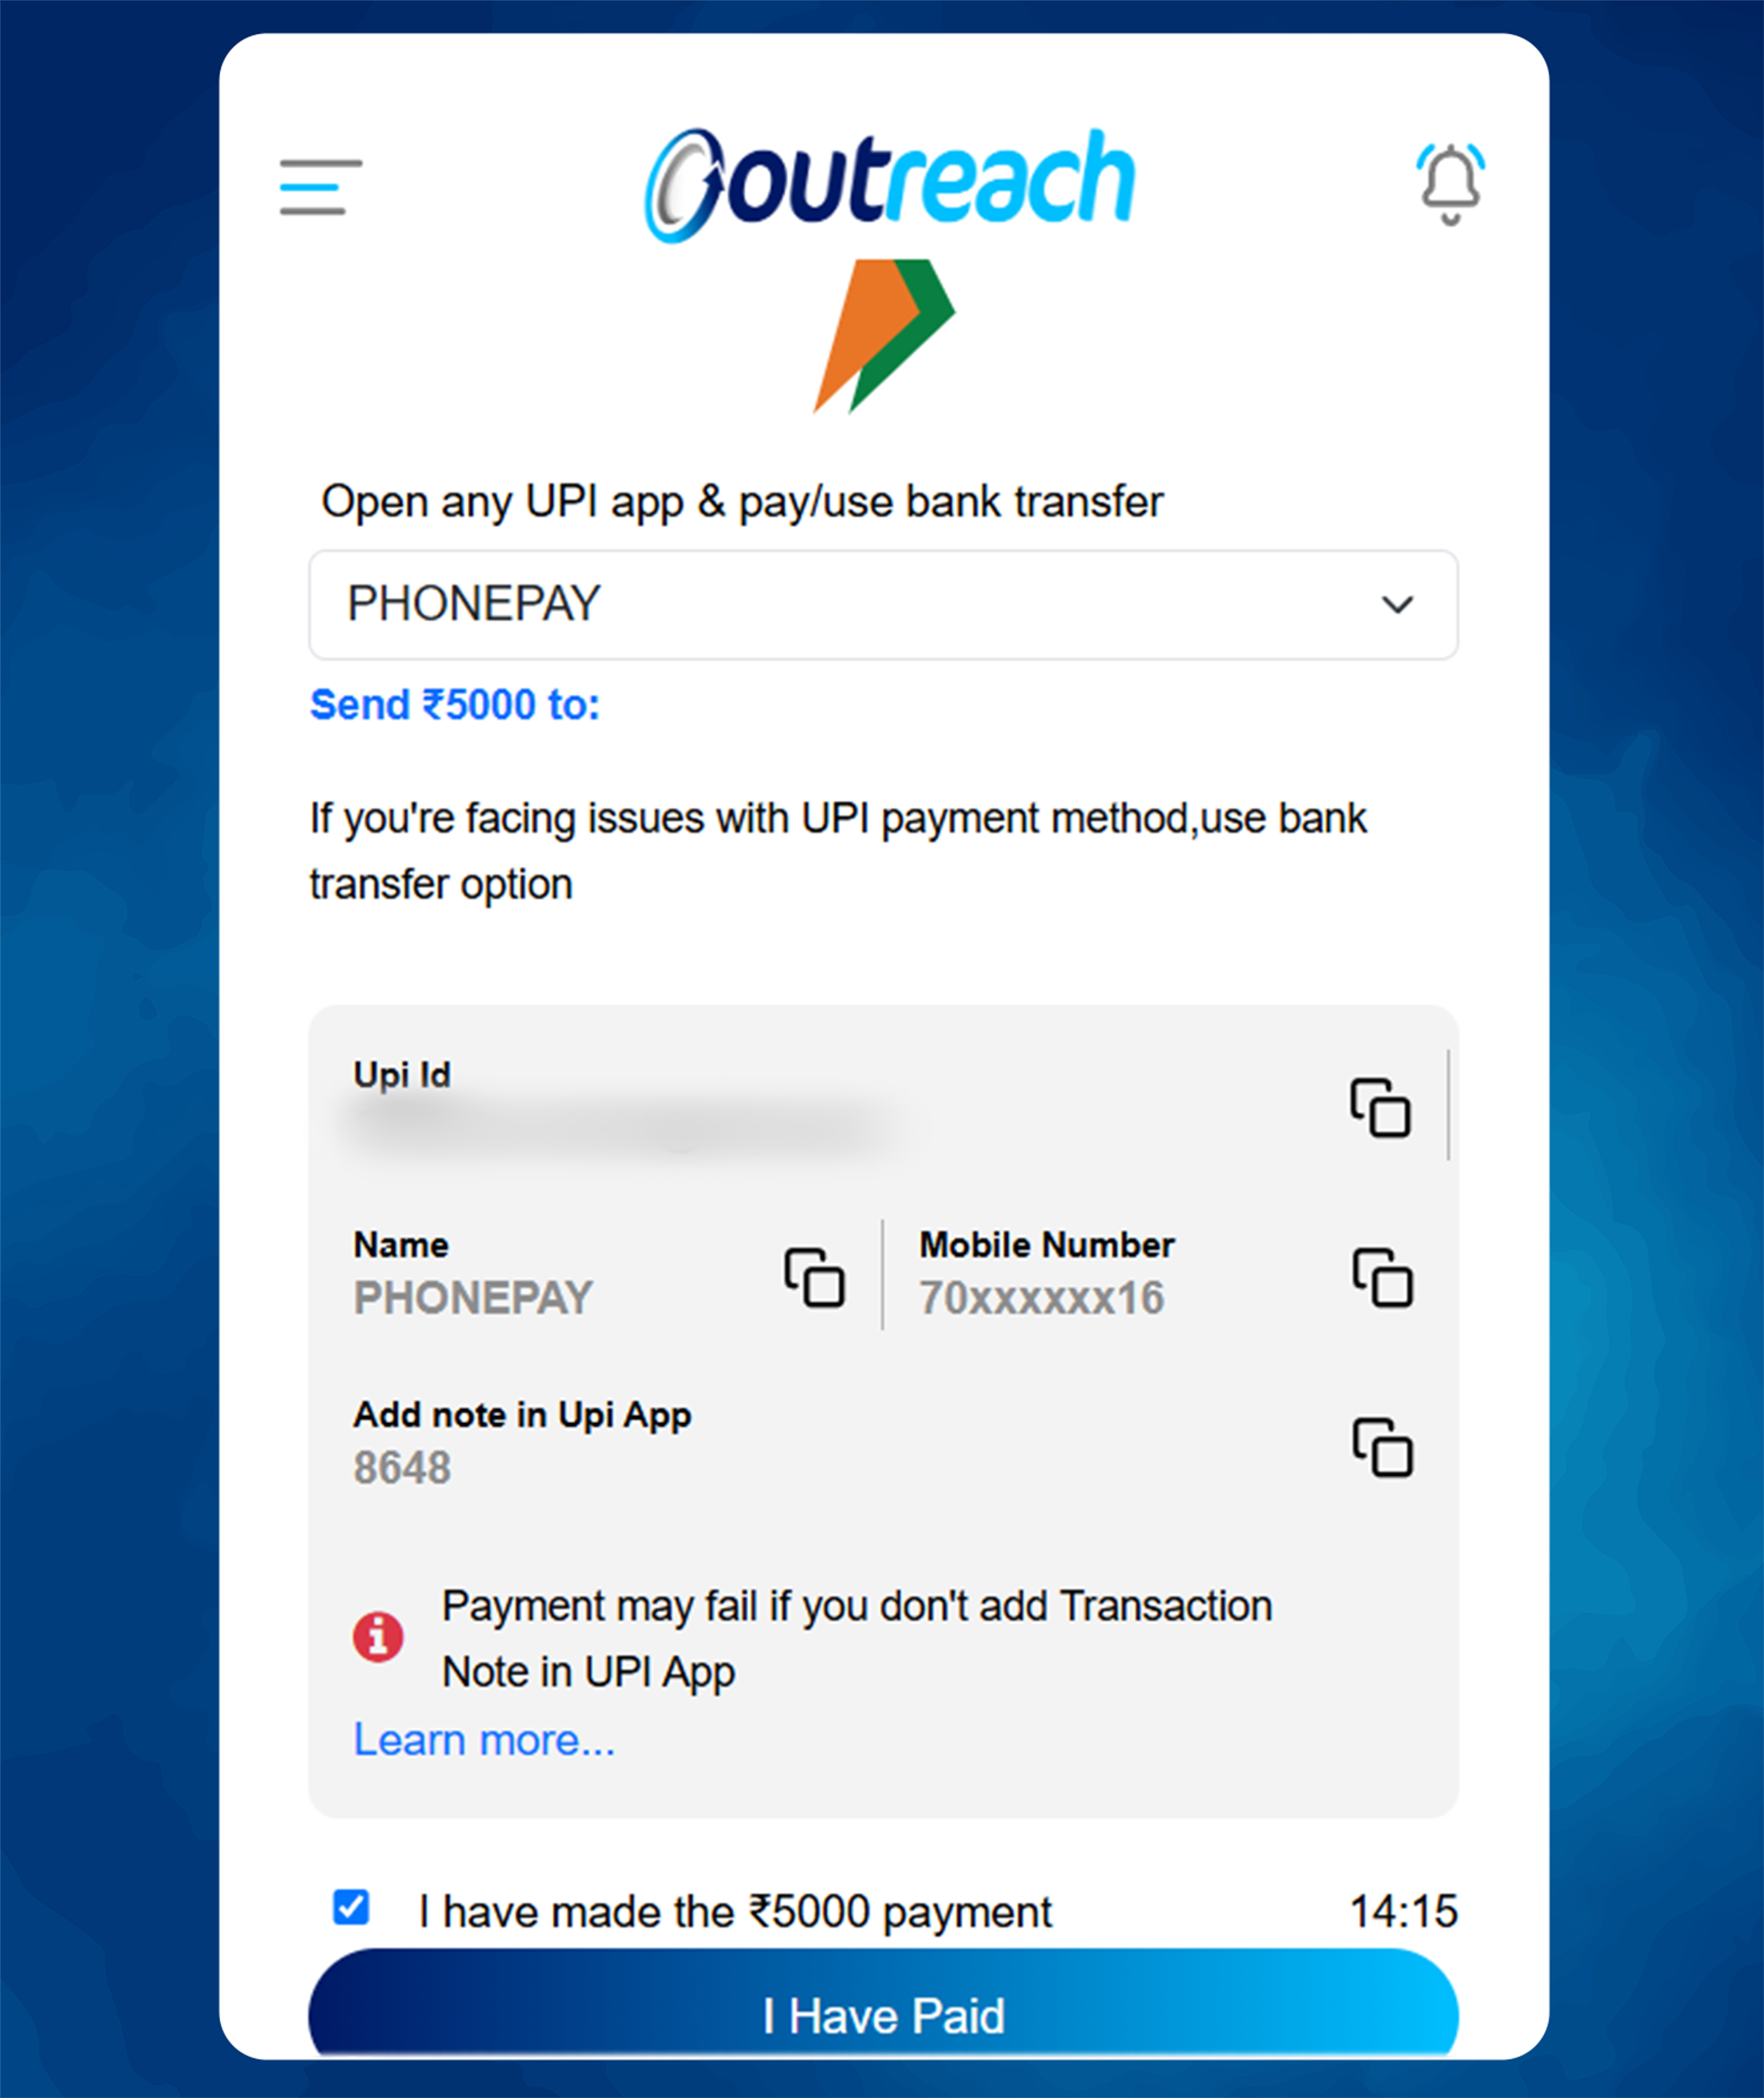 outreach
Open any UPI app & pay/use bank transfer
PHONEPAY
Send ₹5000 to:
If you're facing issues with UPI payment method,use bank
transfer option
Upi Id
Name
PHONEPAY
Mobile Number
70xxxxxx16
Add note in Upi App
8648
Payment may fail if you don't add Transaction
Note in UPI App
Learn more...
I have made the ₹5000 payment
14:15
I Have Paid